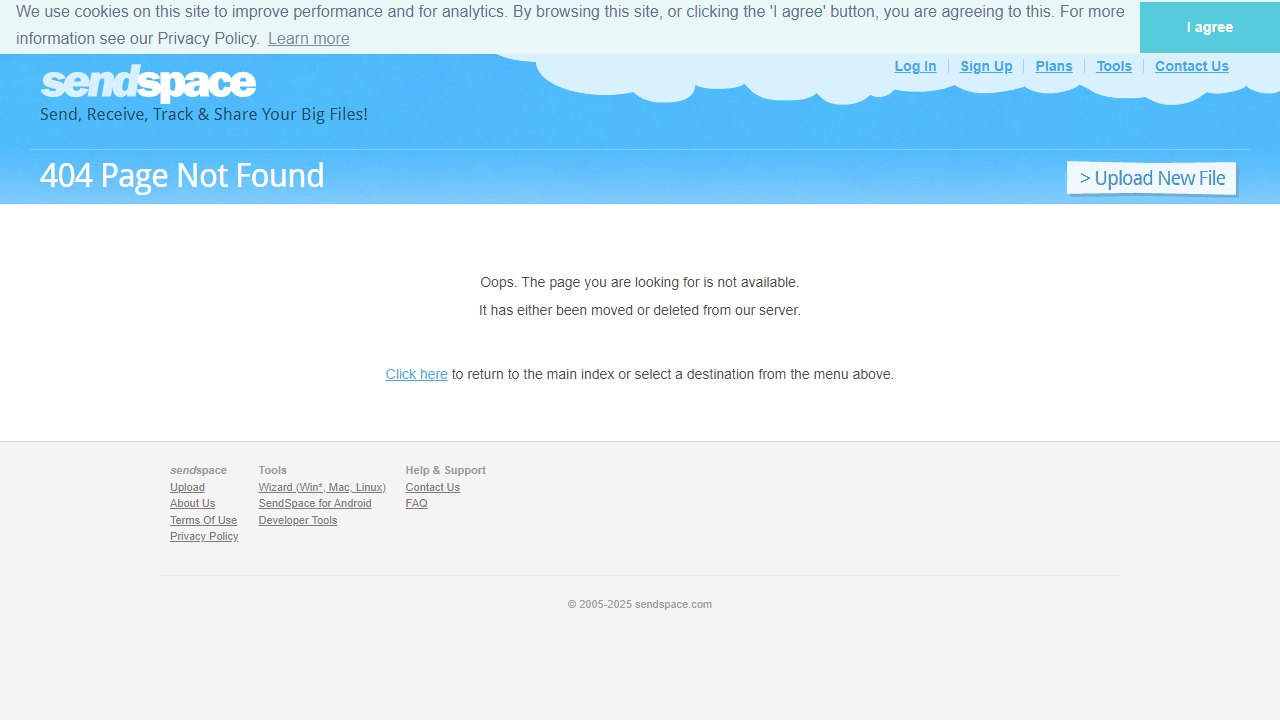 We use cookies on this site to improve performance and for analytics. By browsing this site, or clicking the 'I agree' button, you are agreeing to this. For more
information see our Privacy Policy. Learn more
I agree
Log In
Sign Up
Plans
Tools
Contact Us
sendspace
Send, Receive, Track & Share Your Big Files!
404 Page Not Found
> Upload New File
Oops. The page you are looking for is not available.
It has either been moved or deleted from our server.
Click here to return to the main index or select a destination from the menu above.
sendspace
Upload
About Us
Terms Of Use
Privacy Policy
Tools
Wizard (Win*, Mac, Linux)
SendSpace for Android
Developer Tools
Help & Support
Contact Us
FAQ
© 2005-2025 sendspace.com